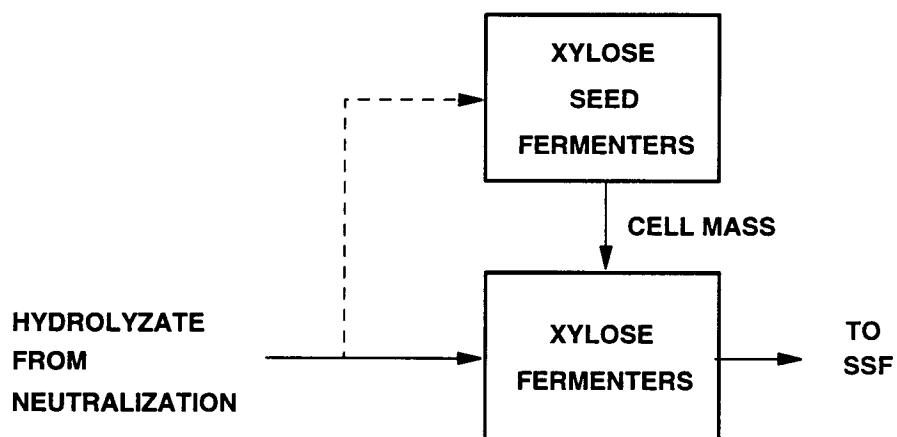 XYLOSE
SEED
FERMENTERS
CELL MASS
HYDROLYZATE
FROM
NEUTRALIZATION
XYLOSE
FERMENTERS
TO
SSF